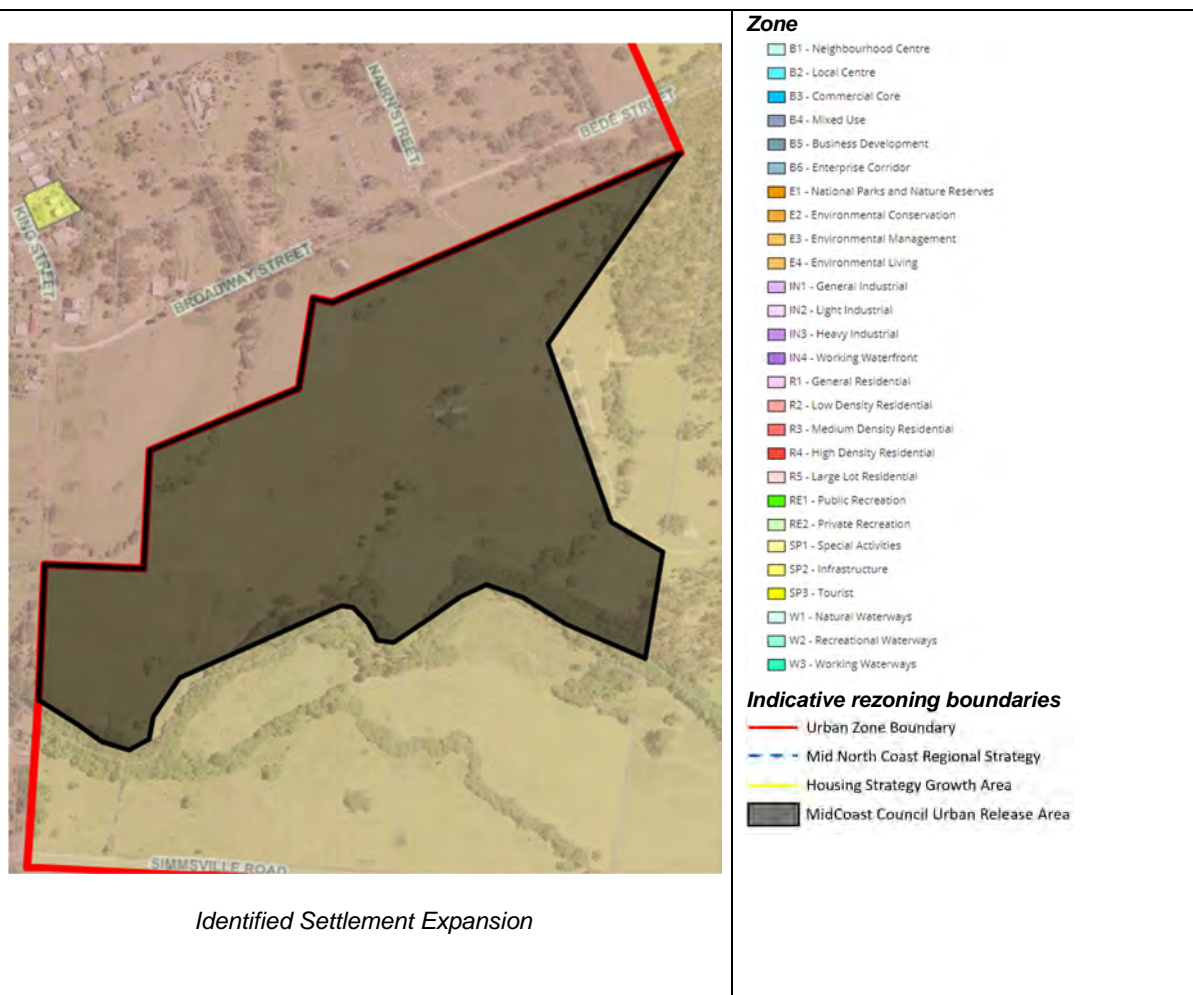 NAIRN STREET
BEDE STREET
KING STREET
BROADWAY STREET
SIMMSVILLE ROAD
Identified Settlement Expansion
Zone
B1 - Neighbourhood Centre
B2 - Local Centre
B3 - Commercial Core
B4 - Mixed Use
B5 - Business Development
B6 - Enterprise Corridor
E1 - National Parks and Nature Reserves
E2 - Environmental Conservation
E3 - Environmental Management
E4 - Environmental Living
IN1 - General Industrial
IN2 - Light Industrial
IN3 - Heavy Industrial
IN4 - Working Waterfront
R1 - General Residential
R2 - Low Density Residential
R3 - Medium Density Residential
R4 - High Density Residential
R5 - Large Lot Residential
RE1 - Public Recreation
RE2 - Private Recreation
SP1 - Special Activities
SP2 - Infrastructure
SP3 - Tourist
W1 - Natural Waterways
W2 - Recreational Waterways
W3 - Working Waterways
Indicative rezoning boundaries
Urban Zone Boundary
Mid North Coast Regional Strategy
Housing Strategy Growth Area
MidCoast Council Urban Release Area